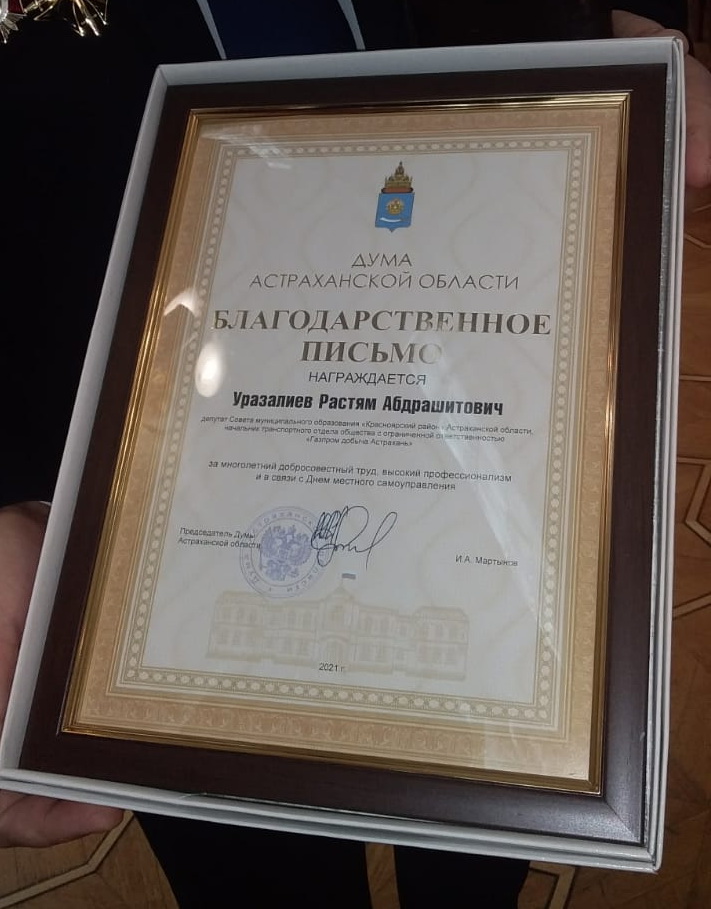 ДУМА
АСТРАХАНСКОЙ ОБЛАСТИ
БЛАГОДАРСТВЕННОЕ
ПИСЬМО
НАГРАЖДАЕТСЯ
Уразалиев Растям Абдрашитович
депутат Совета муниципального образования «Красноярский район» Астраханской области,
начальник транспортного отдела общества с ограниченной ответственностью
«Газпром добыча Астрахань»
за многолетний добросовестный труд, высокий профессионализм
и в связи с Днем местного самоуправления
Председатель Думы
Астраханской области
И.А. Мартынов
2021 г.